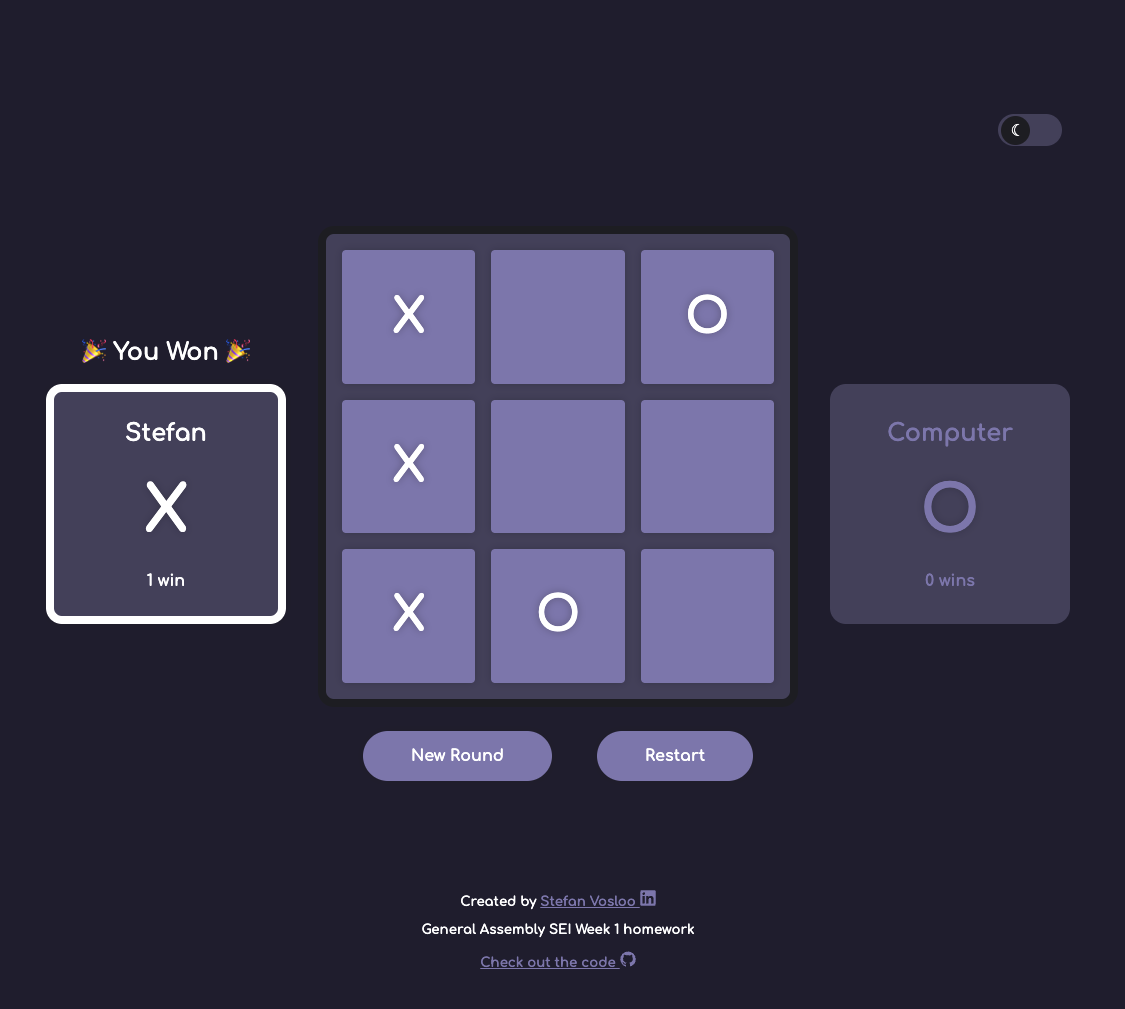 X O
🎉 You Won 🎉
Stefan
X
1 win
X
Computer
O
0 wins
X O
New Round Restart
Created by Stefan Vosloo in
General Assembly SEI Week 1 homework
Check out the code